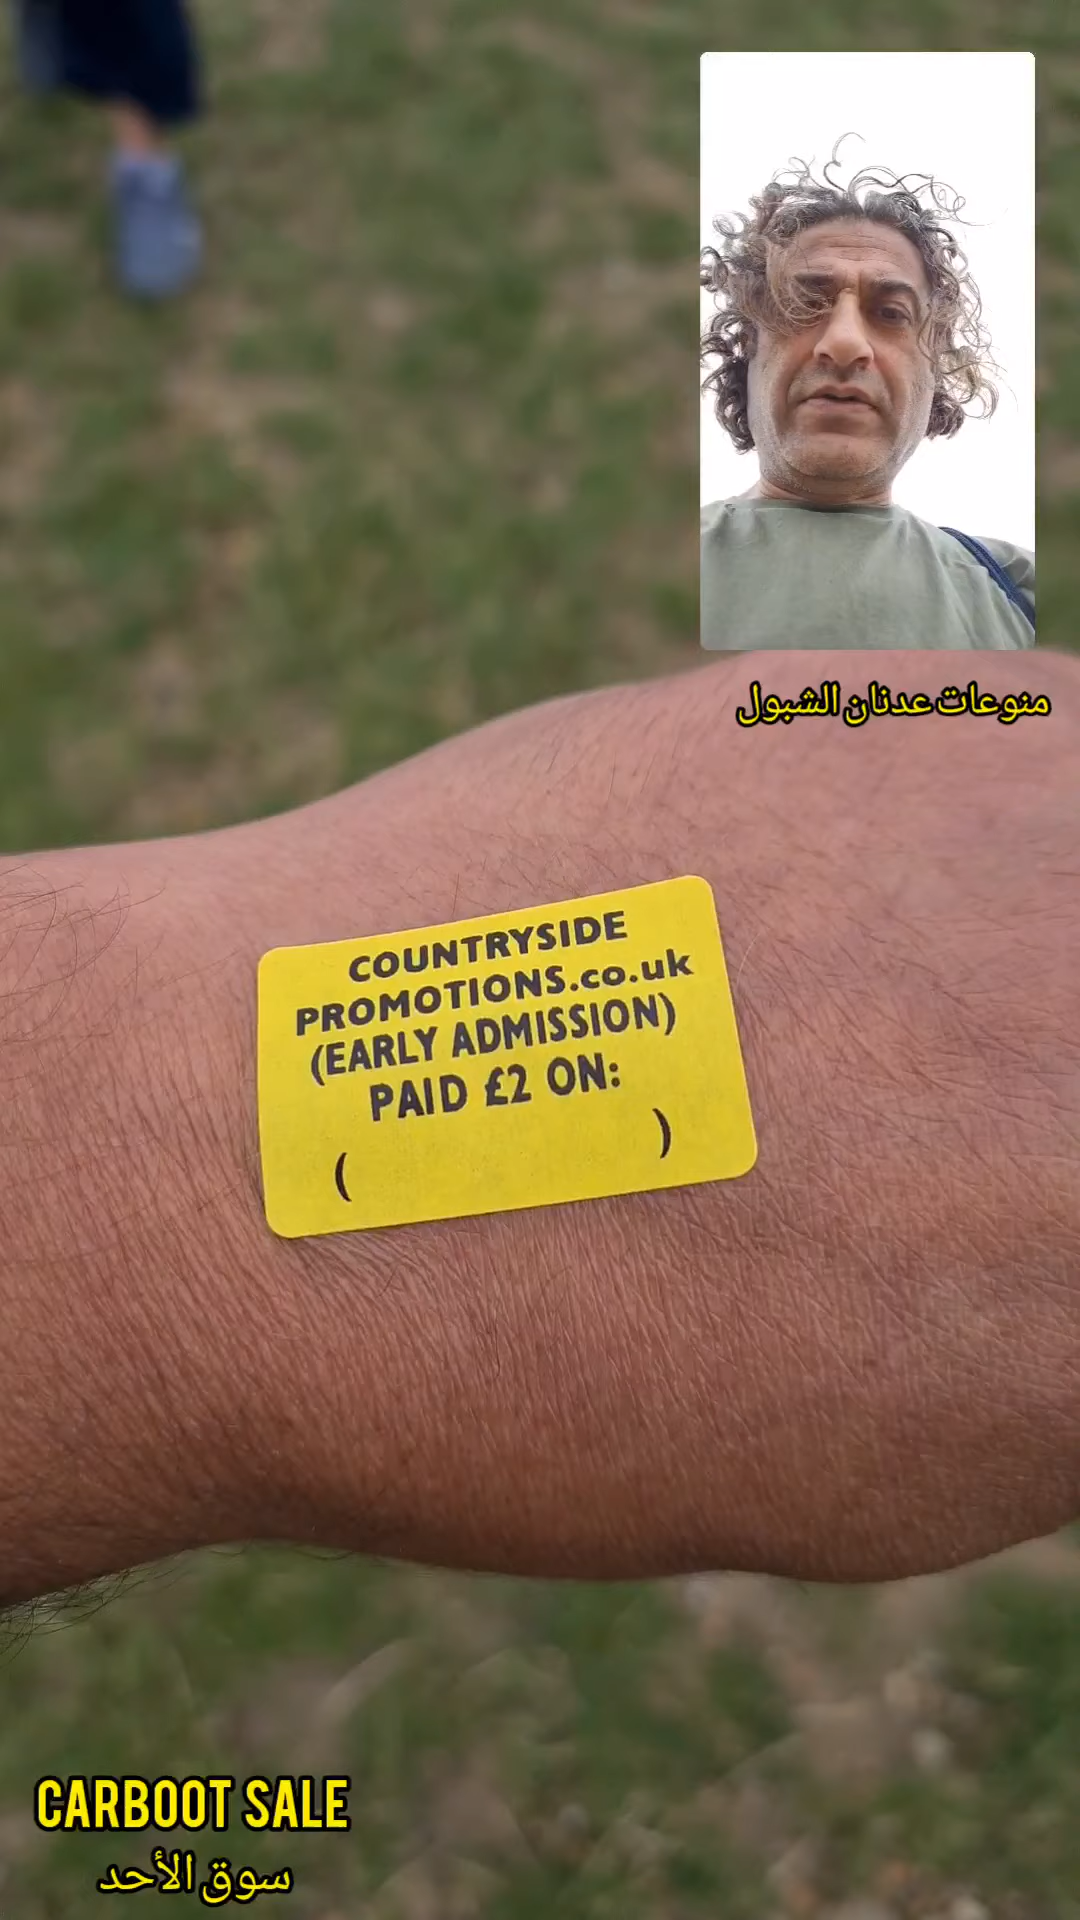 منوعات عدنان الشبول
COUNTRYSIDE
PROMOTIONS.co.uk
(EARLY ADMISSION)
PAID £2 ON:
( )
CARBOOT SALE
سوق الأحد